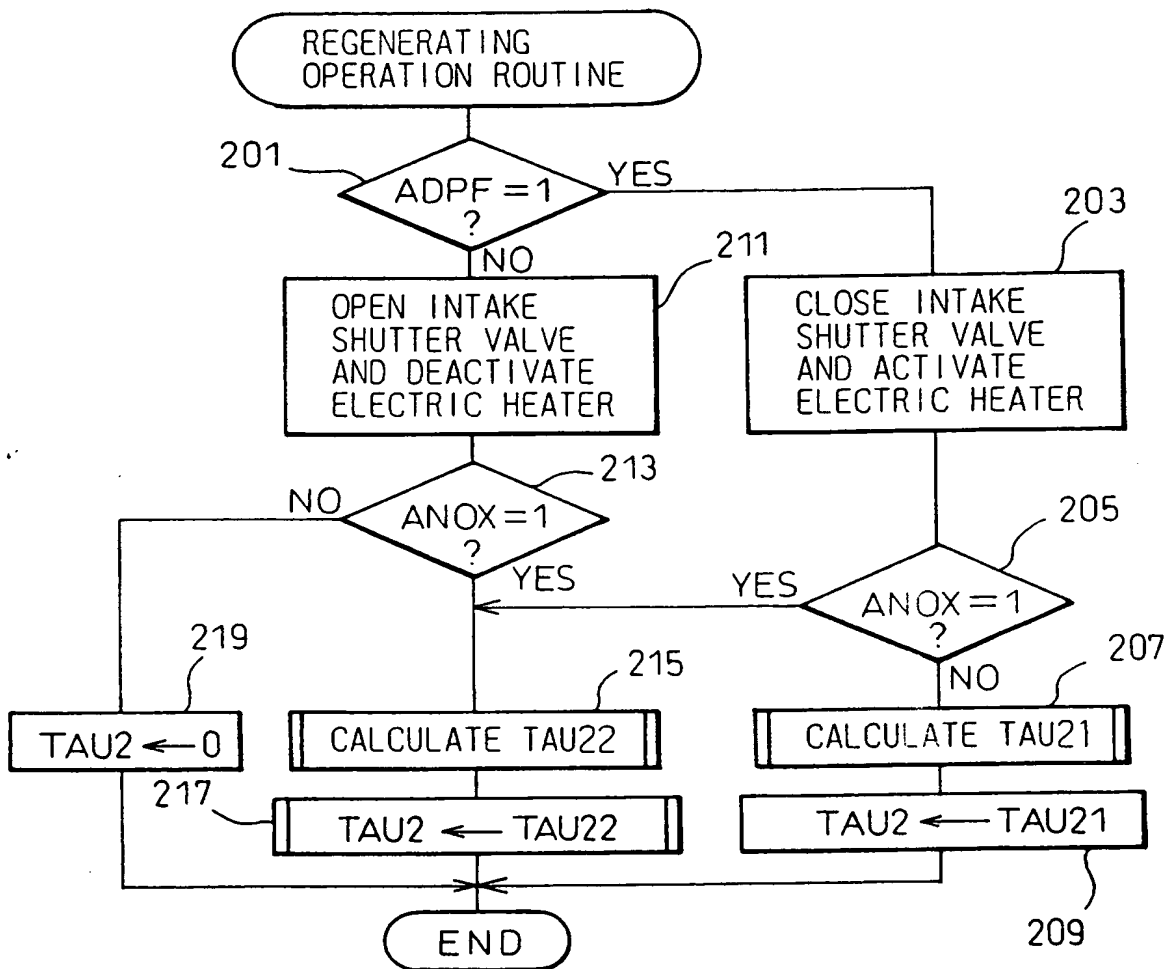 REGENERATING
OPERATION ROUTINE
201
ADPF=1
?
YES
NO
211
203
OPEN INTAKE
SHUTTER VALVE
AND DEACTIVATE
ELECTRIC HEATER
CLOSE INTAKE
SHUTTER VALVE
AND ACTIVATE
ELECTRIC HEATER
213
NO
ANOX=1
?
YES
205
YES
ANOX=1
?
NO
219
TAU2 ← 0
215
CALCULATE TAU22
207
CALCULATE TAU21
217
TAU2 ← TAU22
TAU2 ← TAU21
209
END